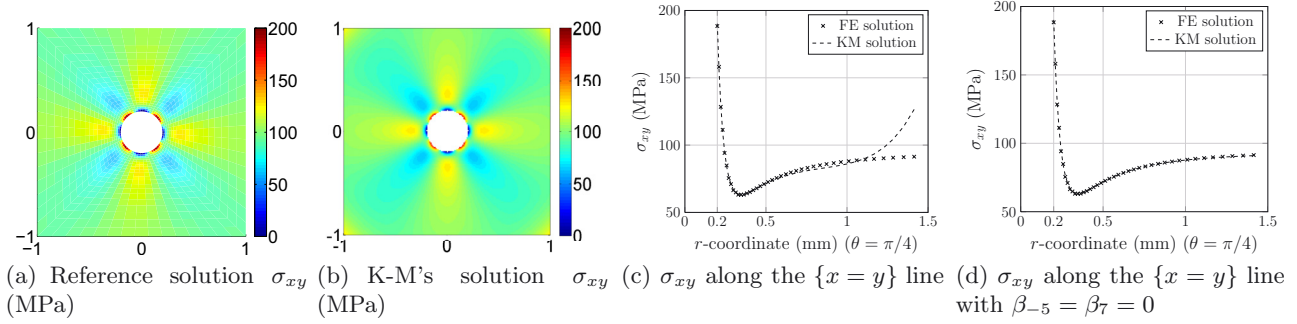 1
0
−1
−1
0
1
200
150
100
50
0
1
0
−1
−1
0
1
200
150
100
50
0
200
150
100
50
σxy (MPa)
× FE solution
--- KM solution
0.2
0.5
1
1.5
r-coordinate (mm) (θ = π/4)
200
150
100
50
σxy (MPa)
× FE solution
--- KM solution
0.2
0.5
1
1.5
r-coordinate (mm) (θ = π/4)
(a) Reference solution σxy
(MPa)
(b) K-M's solution σxy
(MPa)
(c) σxy along the {x = y} line
(d) σxy along the {x = y} line
with β−5 = β7 = 0